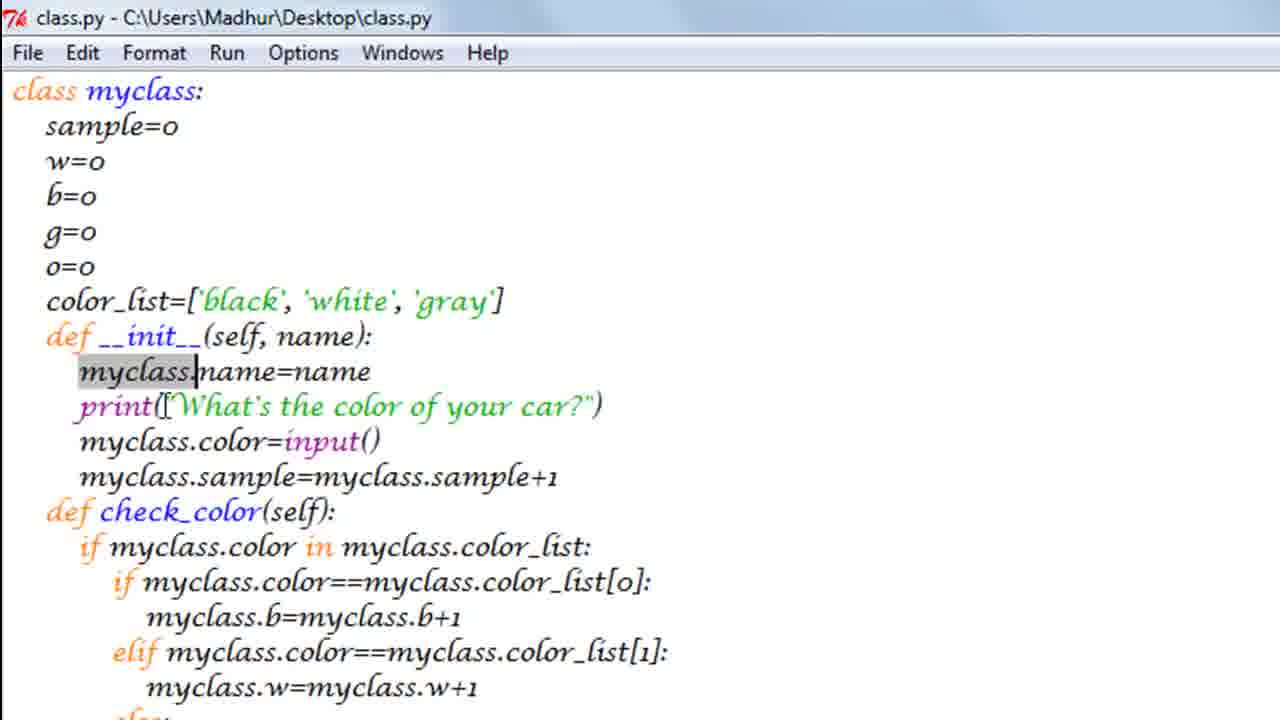 class.py - C:\Users\Madhur\Desktop\class.py
File Edit Format Run Options Windows Help
class myclass:
    sample=0
    w=0
    b=0
    g=0
    o=0
    color_list=['black', 'white', 'gray']
    def __init__(self, name):
        myclass.name=name
        print("What's the color of your car?")
        myclass.color=input()
        myclass.sample=myclass.sample+1
    def check_color(self):
        if myclass.color in myclass.color_list:
            if myclass.color==myclass.color_list[0]:
                myclass.b=myclass.b+1
            elif myclass.color==myclass.color_list[1]:
                myclass.w=myclass.w+1
            else: